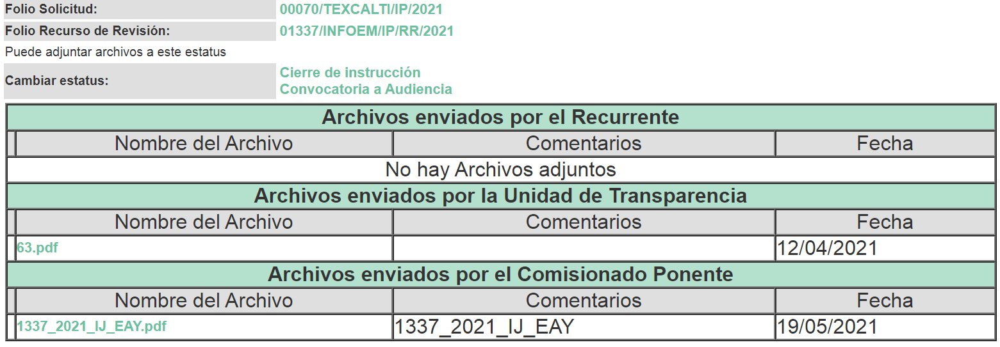 Folio Solicitud: 00070/TEXCALTI/IP/2021
Folio Recurso de Revisión: 01337/INFOEM/IP/RR/2021
Puede adjuntar archivos a este estatus
Cambiar estatus: Cierre de instrucción
Convocatoria a Audiencia
Archivos enviados por el Recurrente
Nombre del Archivo Comentarios Fecha
No hay Archivos adjuntos
Archivos enviados por la Unidad de Transparencia
Nombre del Archivo Comentarios Fecha
63.pdf 12/04/2021
Archivos enviados por el Comisionado Ponente
Nombre del Archivo Comentarios Fecha
1337_2021_IJ_EAY.pdf 1337_2021_IJ_EAY 19/05/2021